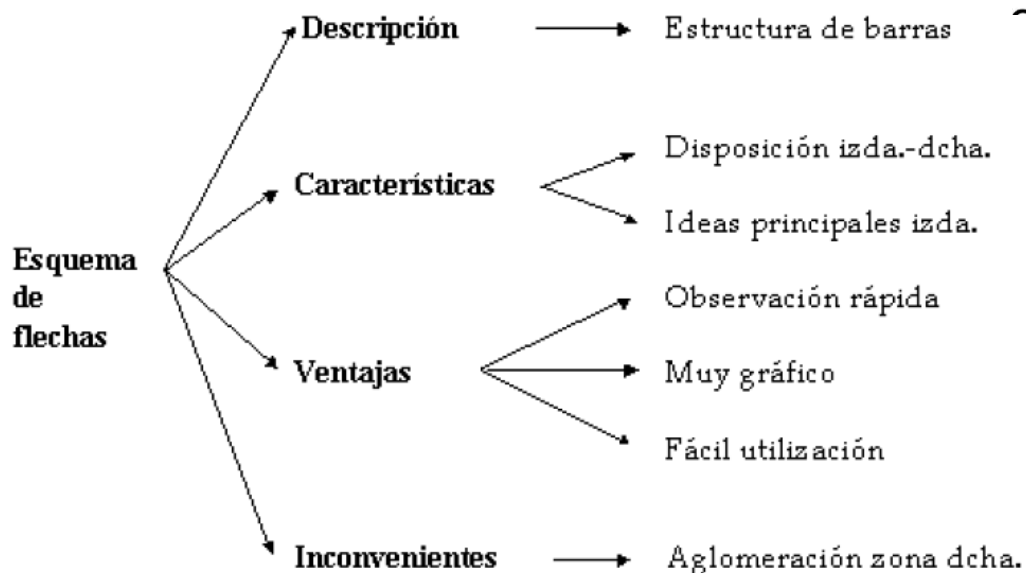 Descripción
Estructura de barras
Característicias
Disposición izda.-dcha.
Ideas principales izda.
Esquema
de
flechas
Ventajas
Observación rápida
Muy gráfico
Fácil utilización
Inconvenientes
Aglomeración zona dcha.